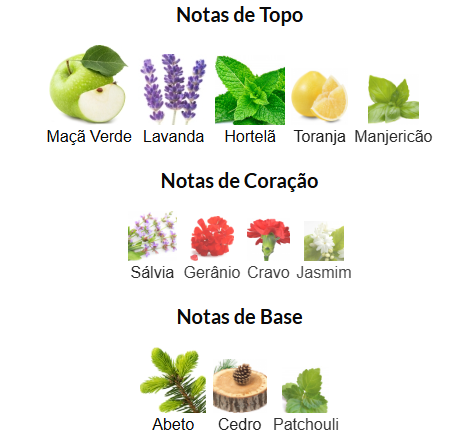 Notas de Topo
Maçã Verde Lavanda Hortelã Toranja Manjericão
Notas de Coração
Sálvia Gerânio Cravo Jasmim
Notas de Base
Abeto Cedro Patchouli